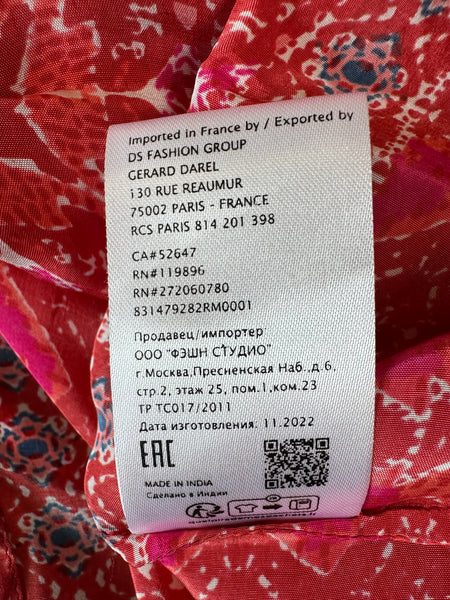 Imported in France by / Exported by
DS FASHION GROUP
GERARD DAREL
130 RUE REAUMUR
75002 PARIS - FRANCE
RCS PARIS 814 201 398
CA#52647
RN#119896
RN#272060780
831479282RM0001
Продавец/импортер
ООО “ФЭШН СТУДИО”
г.Москва,Пресненская Наб.,д.6,
стр.2, этаж 25, пом.1,ком.23
ТР ТС017/2011
Дата изготовления: 11.2022
EAC
MADE IN INDIA
Сделано в Индии